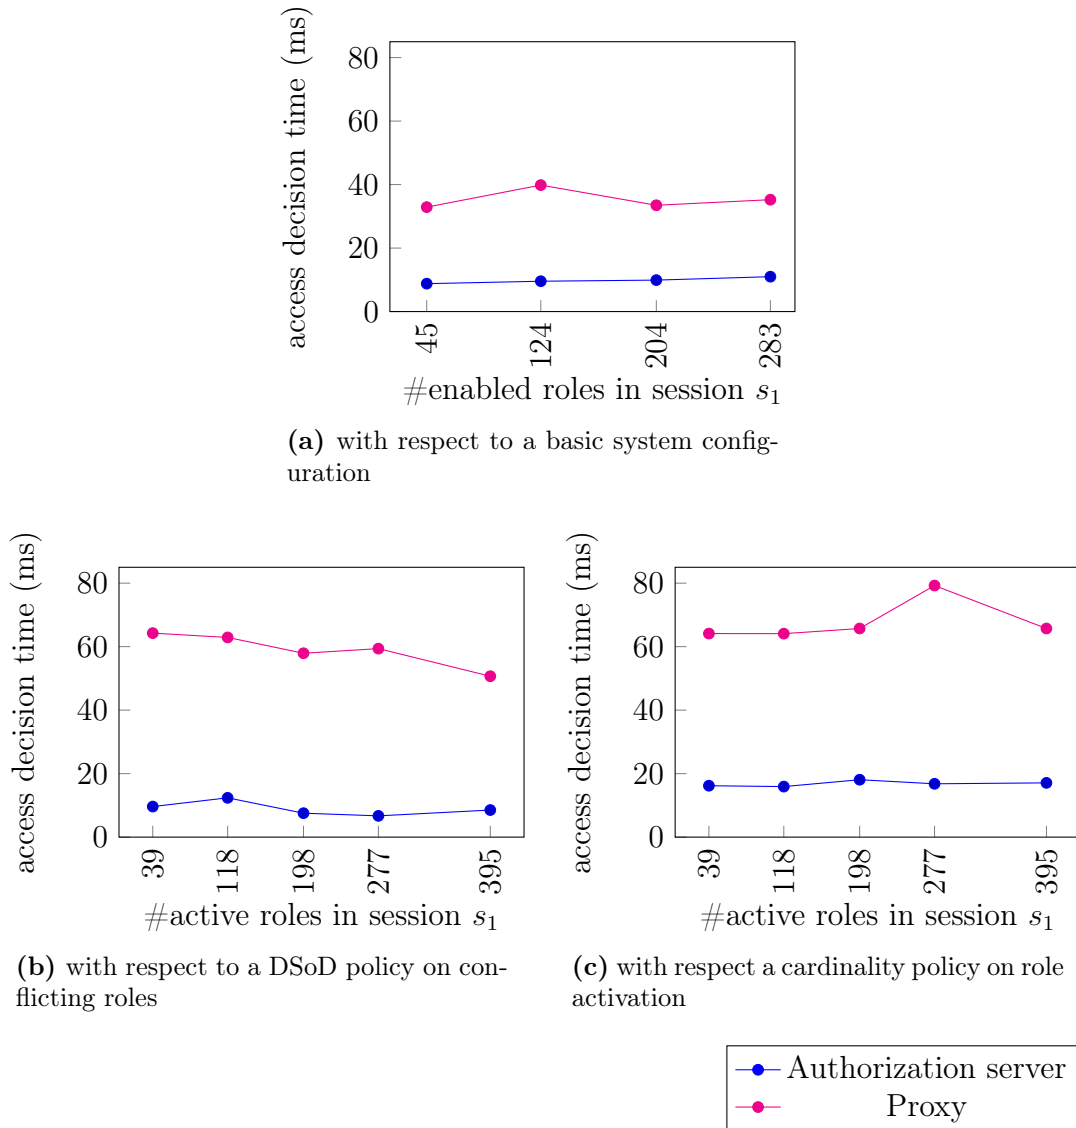 access decision time (ms)
80
60
40
20
0
45
124
204
283
#enabled roles in session s₁
(a) with respect to a basic system config-
uration
access decision time (ms)
80
60
40
20
0
39
118
198
277
395
#active roles in session s₁
(b) with respect to a DSoD policy on con-
flicting roles
access decision time (ms)
80
60
40
20
0
39
118
198
277
395
#active roles in session s₁
(c) with respect a cardinality policy on role
activation
Authorization server
Proxy